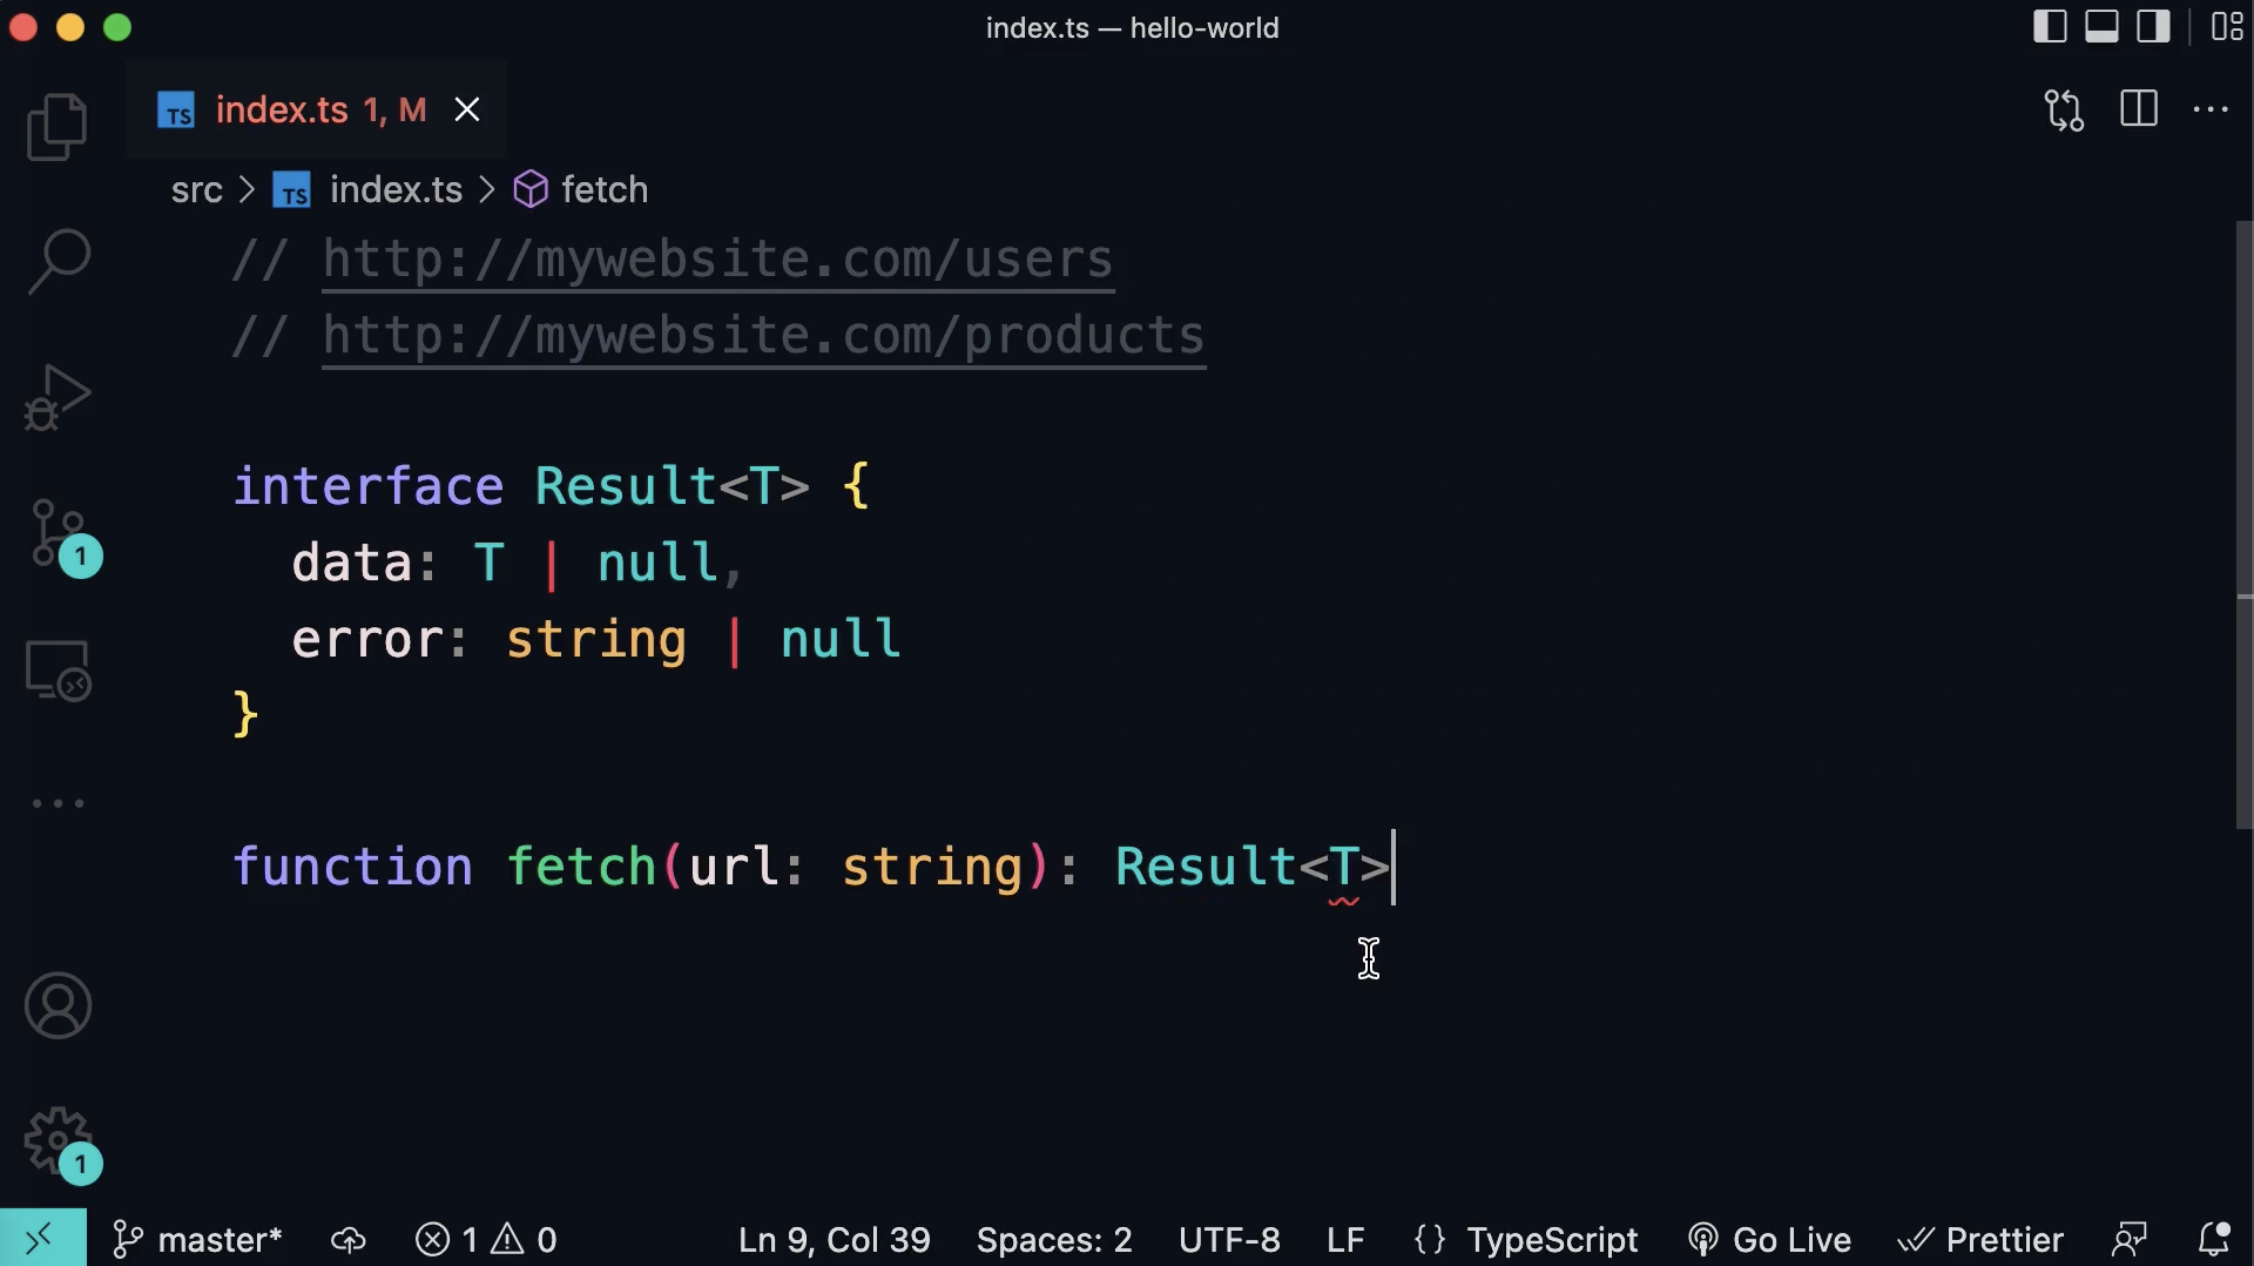 index.ts — hello-world
TS index.ts 1, M
src > TS index.ts > fetch
// http://mywebsite.com/users
// http://mywebsite.com/products
interface Result<T> {
data: T | null,
error: string | null
}
function fetch(url: string): Result<T>
1
1
master* 1 0 Ln 9, Col 39 Spaces: 2 UTF-8 LF {} TypeScript Go Live Prettier